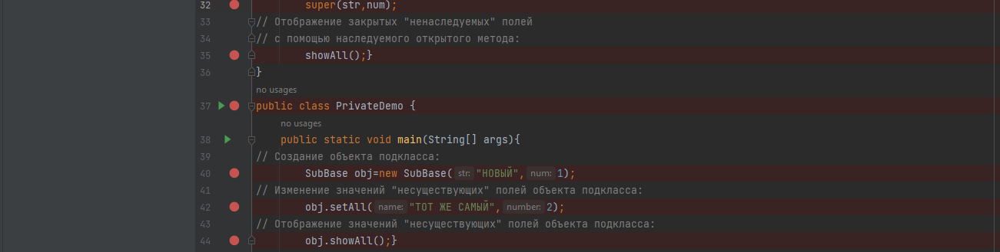 32 super(str,num);
33 // Отображение закрытых "ненаследуемых" полей
34 // с помощью наследуемого открытого метода:
35 showAll();}
36 }
no usages
37 public class PrivateDemo {
no usages
38 public static void main(String[] args){
39 // Создание объекта подкласса:
40 SubBase obj=new SubBase( str: "НОВЫЙ", num: 1);
41 // Изменение значений "несуществующих" полей объекта подкласса:
42 obj.setAll( name: "ТОТ ЖЕ САМЫЙ", number: 2);
43 // Отображение значений "несуществующих" полей объекта подкласса:
44 obj.showAll();}